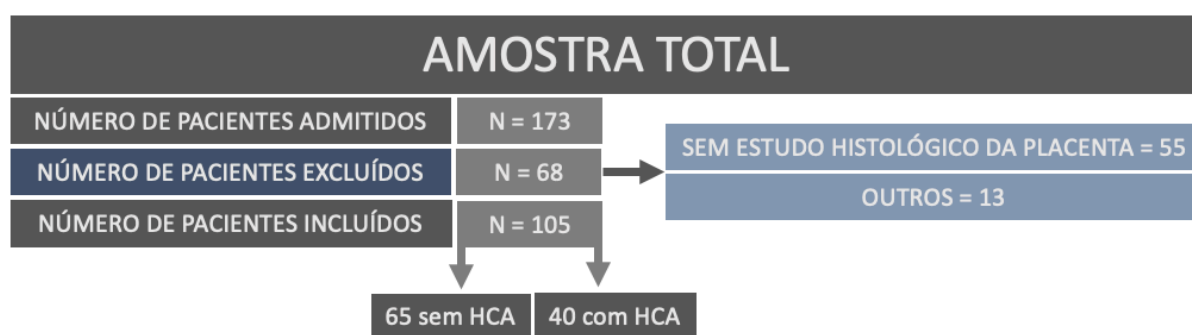 AMOSTRA TOTAL
NÚMERO DE PACIENTES ADMITIDOS N = 173
NÚMERO DE PACIENTES EXCLUÍDOS N = 68
SEM ESTUDO HISTOLÓGICO DA PLACENTA = 55
OUTROS = 13
NÚMERO DE PACIENTES INCLUÍDOS N = 105
65 sem HCA 40 com HCA